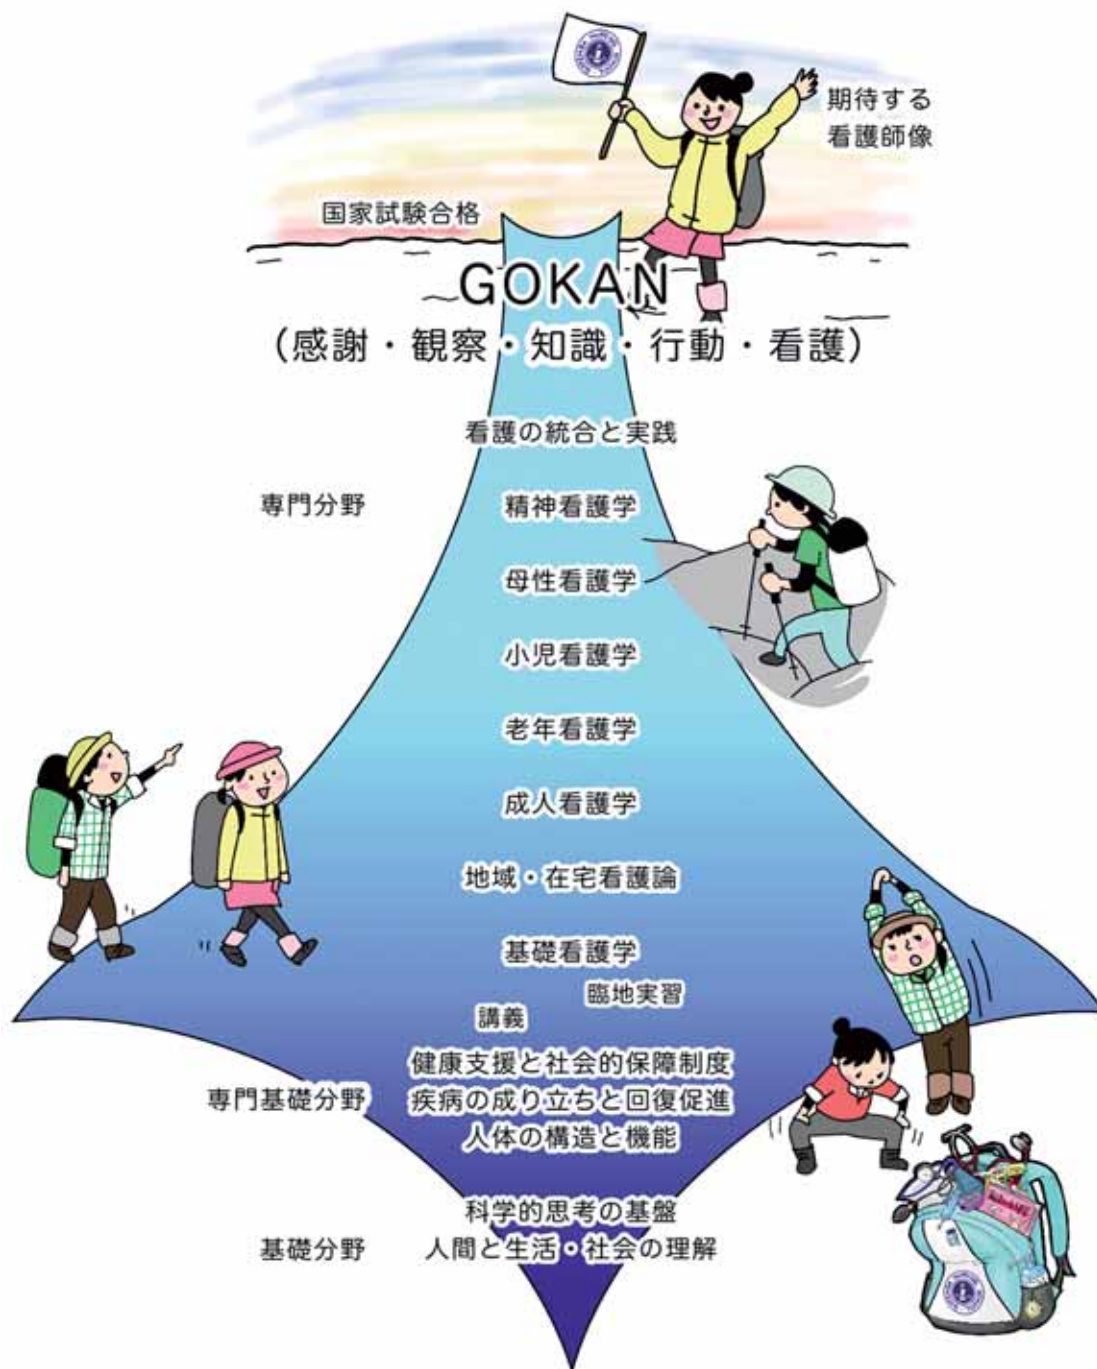 期待する
看護師像
国家試験合格
GOKAN
(感謝・観察・知識・行動・看護)
看護の統合と実践
専門分野
精神看護学
母性看護学
小児看護学
老年看護学
成人看護学
地域・在宅看護論
基礎看護学
臨地実習
講義
健康支援と社会的保障制度
専門基礎分野
疾病の成り立ちと回復促進
人体の構造と機能
科学的思考の基盤
基礎分野
人間と生活・社会の理解